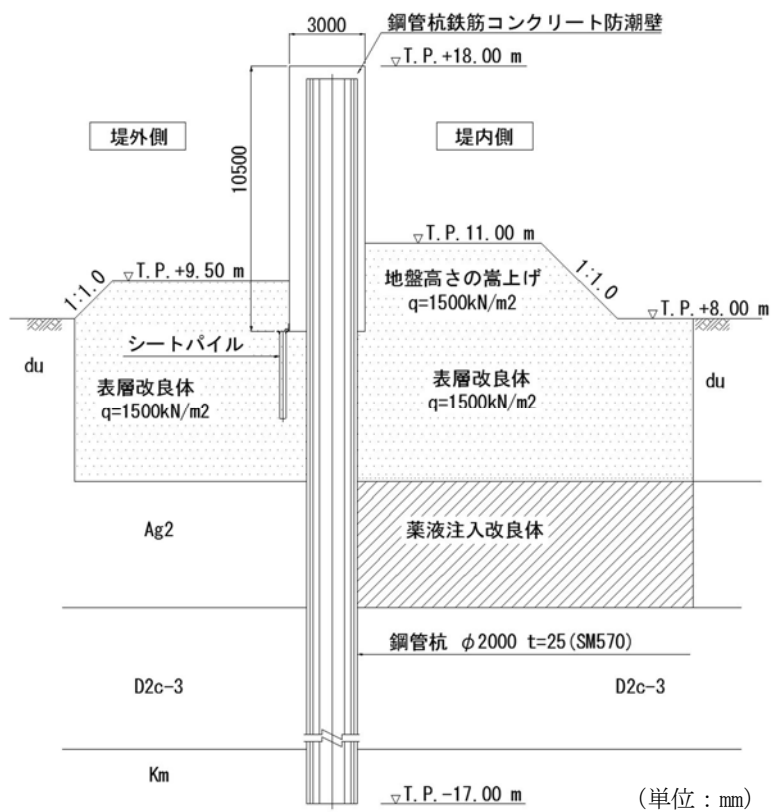 3000
鋼管杭鉄筋コンクリート防潮壁
▽T.P.+18.00 m
堤外側
堤内側
10500
▽T.P.11.00 m
1:1.0
▽T.P.+9.50 m
地盤高さの嵩上げ
q=1500kN/m2
1:1.0
▽T.P.+8.00 m
シートパイル
du
表層改良体
q=1500kN/m2
表層改良体
q=1500kN/m2
du
Ag2
薬液注入改良体
鋼管杭 φ2000 t=25(SM570)
D2c-3
D2c-3
Km
▽T.P.-17.00 m
(単位：mm)